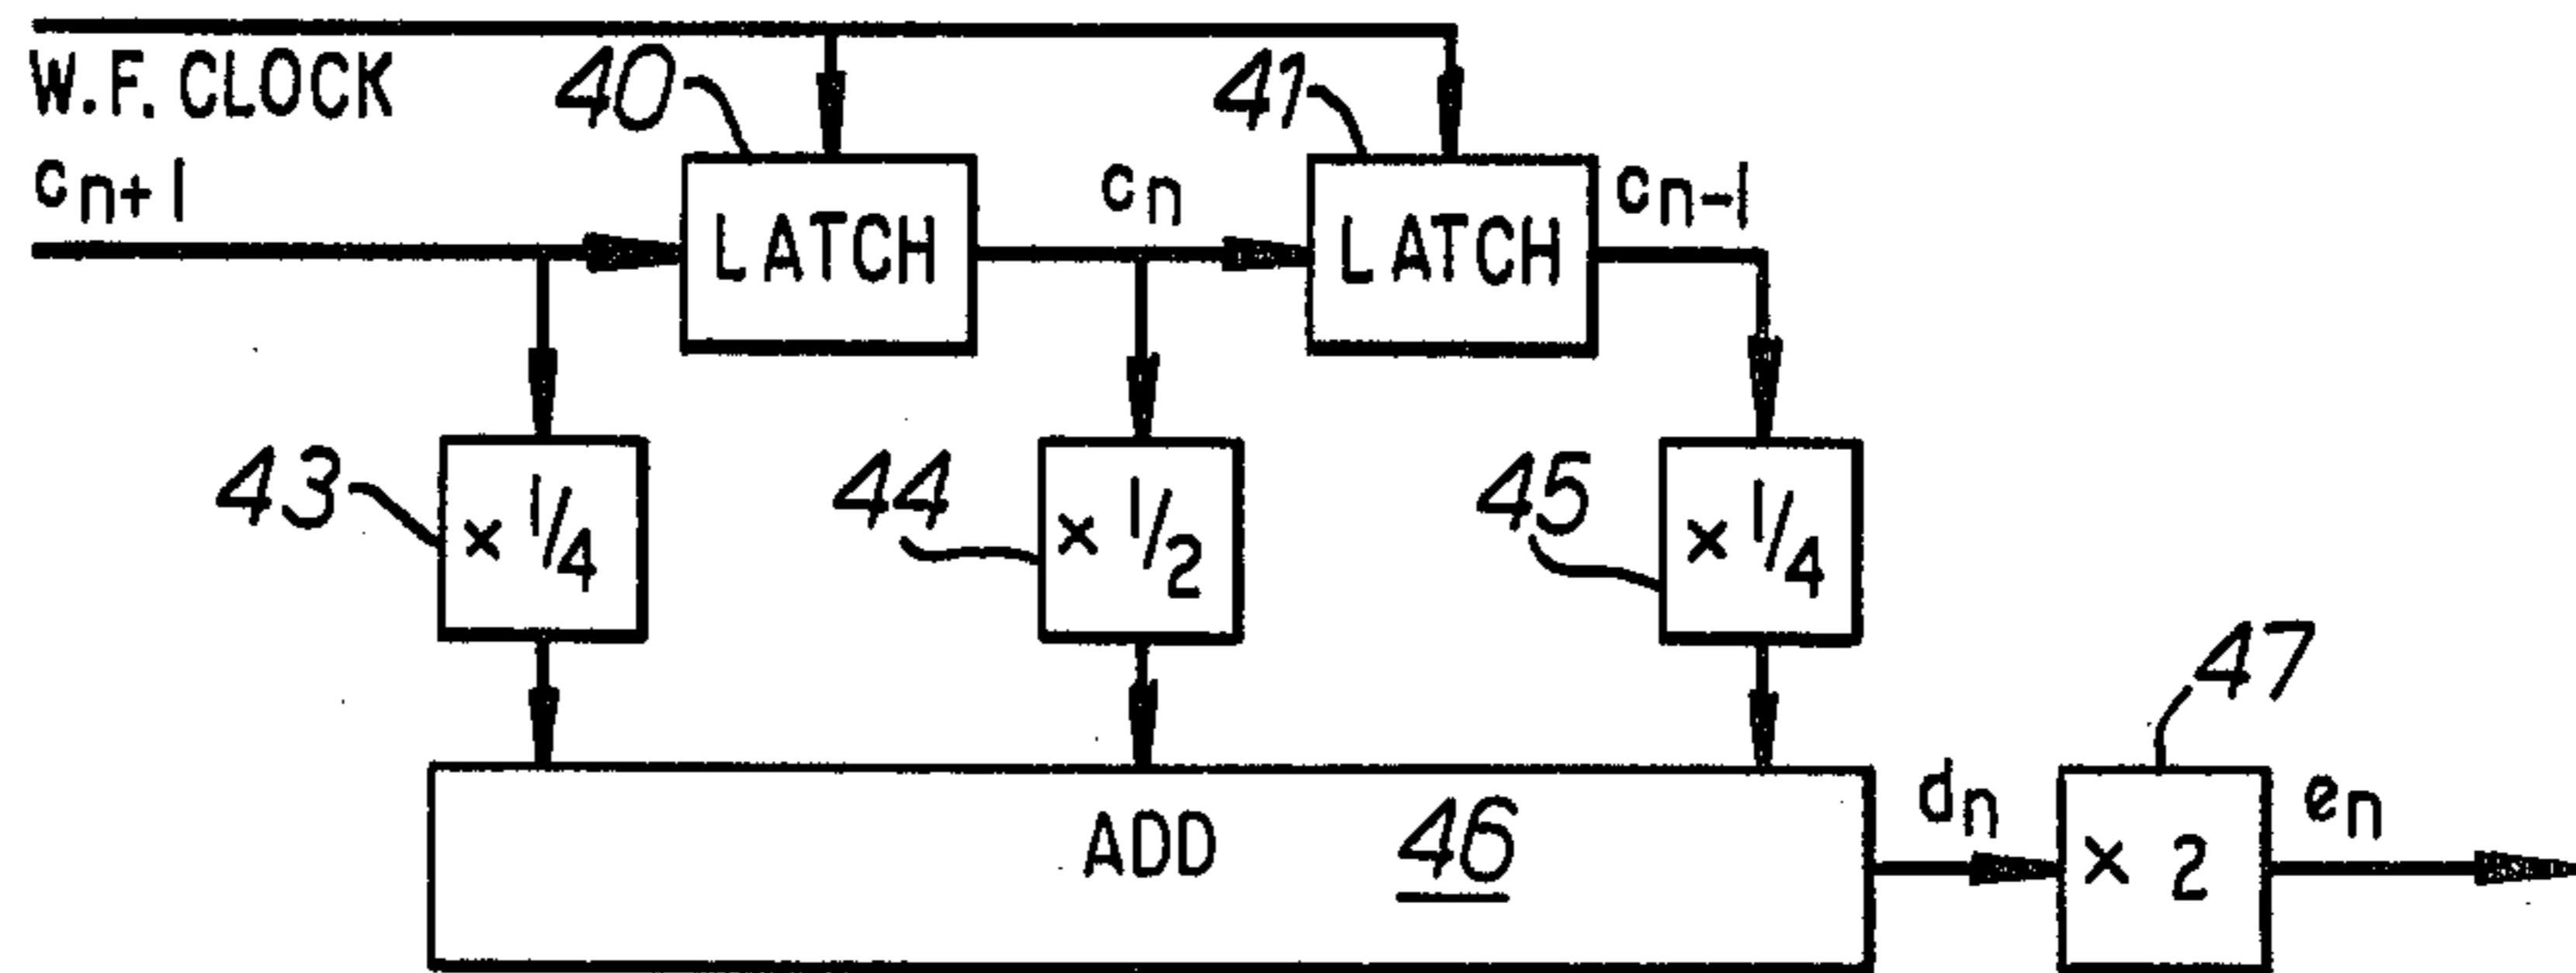 W.F. CLOCK
40
41
cn+1
cn
cn-1
LATCH
LATCH
43
× 1/4
44
× 1/2
45
× 1/4
47
ADD 46
dn
× 2
en